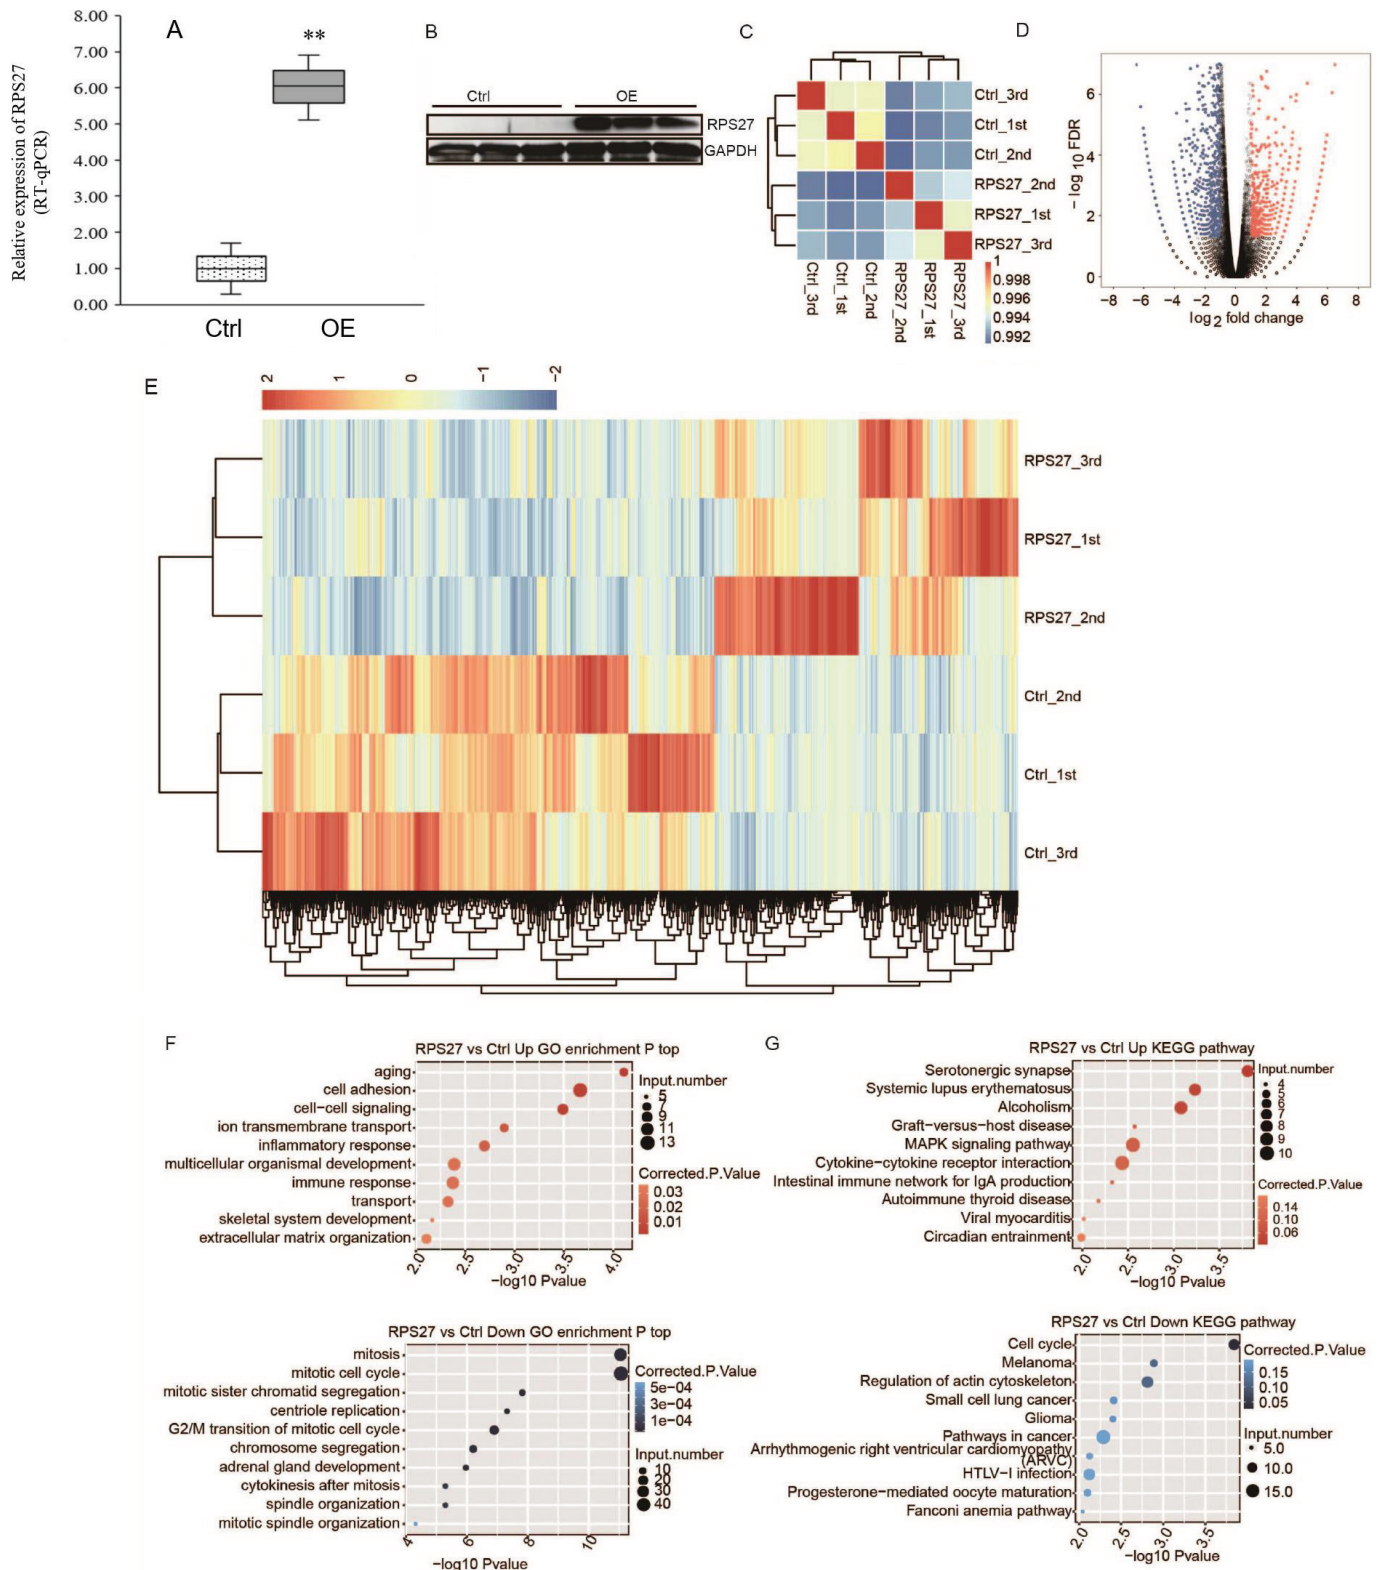 A
8.00
7.00
6.00
5.00
4.00
3.00
2.00
1.00
0.00
Relative expression of RPS27
(RT-qPCR)
**
Ctrl
OE
B
Ctrl
OE
RPS27
GAPDH
C
Ctrl_3rd
Ctrl_1st
Ctrl_2nd
RPS27_2nd
RPS27_1st
RPS27_3rd
Ctrl_3rd
Ctrl_1st
Ctrl_2nd
RPS27_2nd
RPS27_1st
RPS27_3rd
1
0.998
0.996
0.994
0.992
D
− log 10 FDR
6
4
2
0
−8 −6 −4 −2 0 2 4 6 8
log2 fold change
E
2 1 0 -1 -2
RPS27_3rd
RPS27_1st
RPS27_2nd
Ctrl_2nd
Ctrl_1st
Ctrl_3rd
F
RPS27 vs Ctrl Up GO enrichment P top
aging
cell adhesion
cell−cell signaling
ion transmembrane transport
inflammatory response
multicellular organismal development
immune response
transport
skeletal system development
extracellular matrix organization
2.0 2.5 3.0 3.5 4.0
−log10 Pvalue
Input.number
5
7
9
11
13
Corrected.P.Value
0.03
0.02
0.01
RPS27 vs Ctrl Down GO enrichment P top
mitosis
mitotic cell cycle
mitotic sister chromatid segregation
centriole replication
G2/M transition of mitotic cell cycle
chromosome segregation
adrenal gland development
cytokinesis after mitosis
spindle organization
mitotic spindle organization
4 6 8 10
−log10 Pvalue
Corrected.P.Value
5e−04
3e−04
1e−04
Input.number
10
20
30
40
G
RPS27 vs Ctrl Up KEGG pathway
Serotonergic synapse
Systemic lupus erythematosus
Alcoholism
Graft−versus−host disease
MAPK signaling pathway
Cytokine−cytokine receptor interaction
Intestinal immune network for IgA production
Autoimmune thyroid disease
Viral myocarditis
Circadian entrainment
2.0 2.5 3.0 3.5
−log10 Pvalue
Input.number
4
5
6
7
8
9
10
Corrected.P.Value
0.14
0.10
0.06
RPS27 vs Ctrl Down KEGG pathway
Cell cycle
Melanoma
Regulation of actin cytoskeleton
Small cell lung cancer
Glioma
Pathways in cancer
Arrhythmogenic right ventricular cardiomyopathy
(ARVC)
HTLV−I infection
Progesterone−mediated oocyte maturation
Fanconi anemia pathway
2.0 2.5 3.0 3.5
−log10 Pvalue
Corrected.P.Value
0.15
0.10
0.05
Input.number
5.0
10.0
15.0